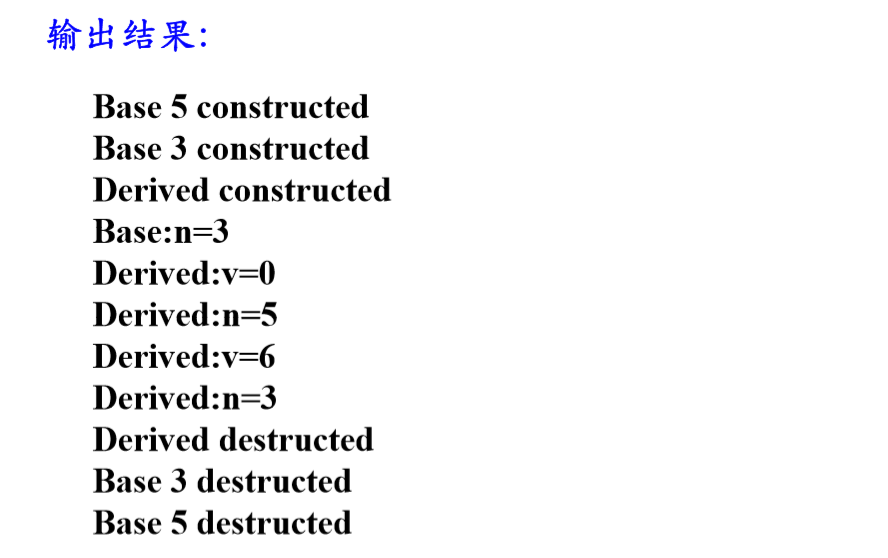 输出结果:
Base 5 constructed
Base 3 constructed
Derived constructed
Base:n=3
Derived:v=0
Derived:n=5
Derived:v=6
Derived:n=3
Derived destructed
Base 3 destructed
Base 5 destructed